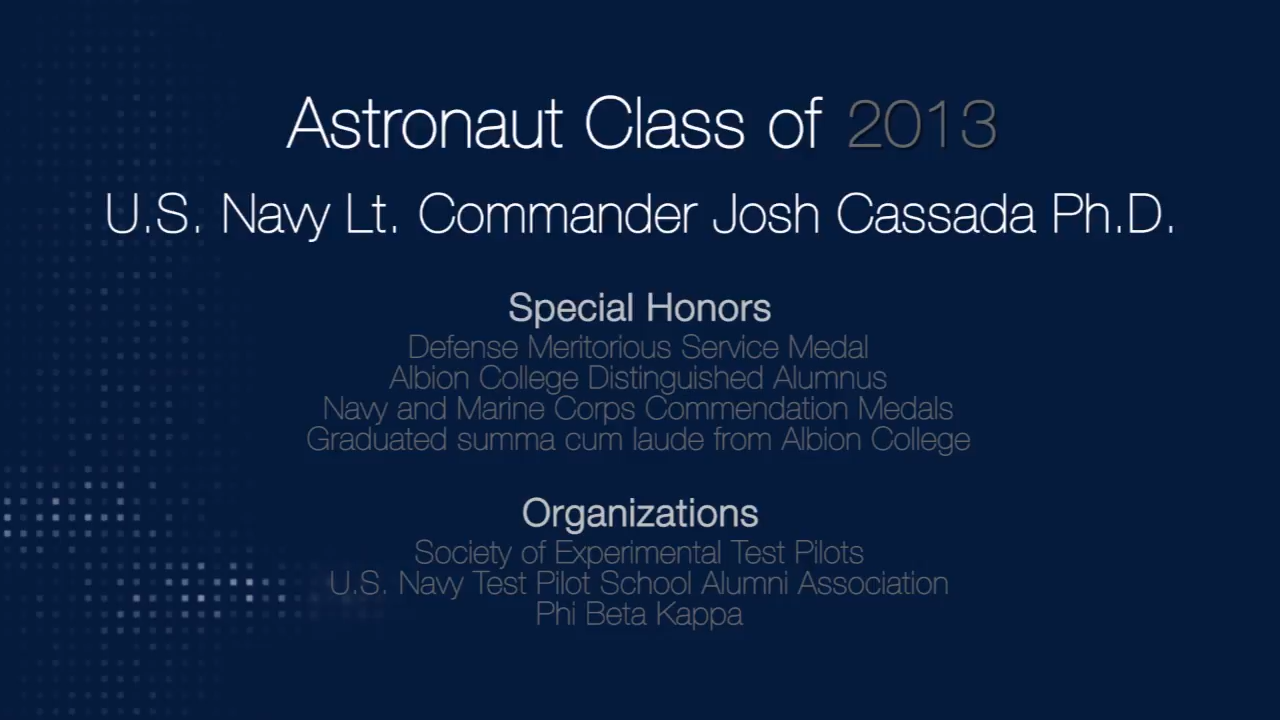 Astronaut Class of 2013
U.S. Navy Lt. Commander Josh Cassada Ph.D.
Special Honors
Defense Meritorious Service Medal
Albion College Distinguished Alumnus
Navy and Marine Corps Commendation Medals
Graduated summa cum laude from Albion College
Organizations
Society of Experimental Test Pilots
U.S. Navy Test Pilot School Alumni Association
Phi Beta Kappa